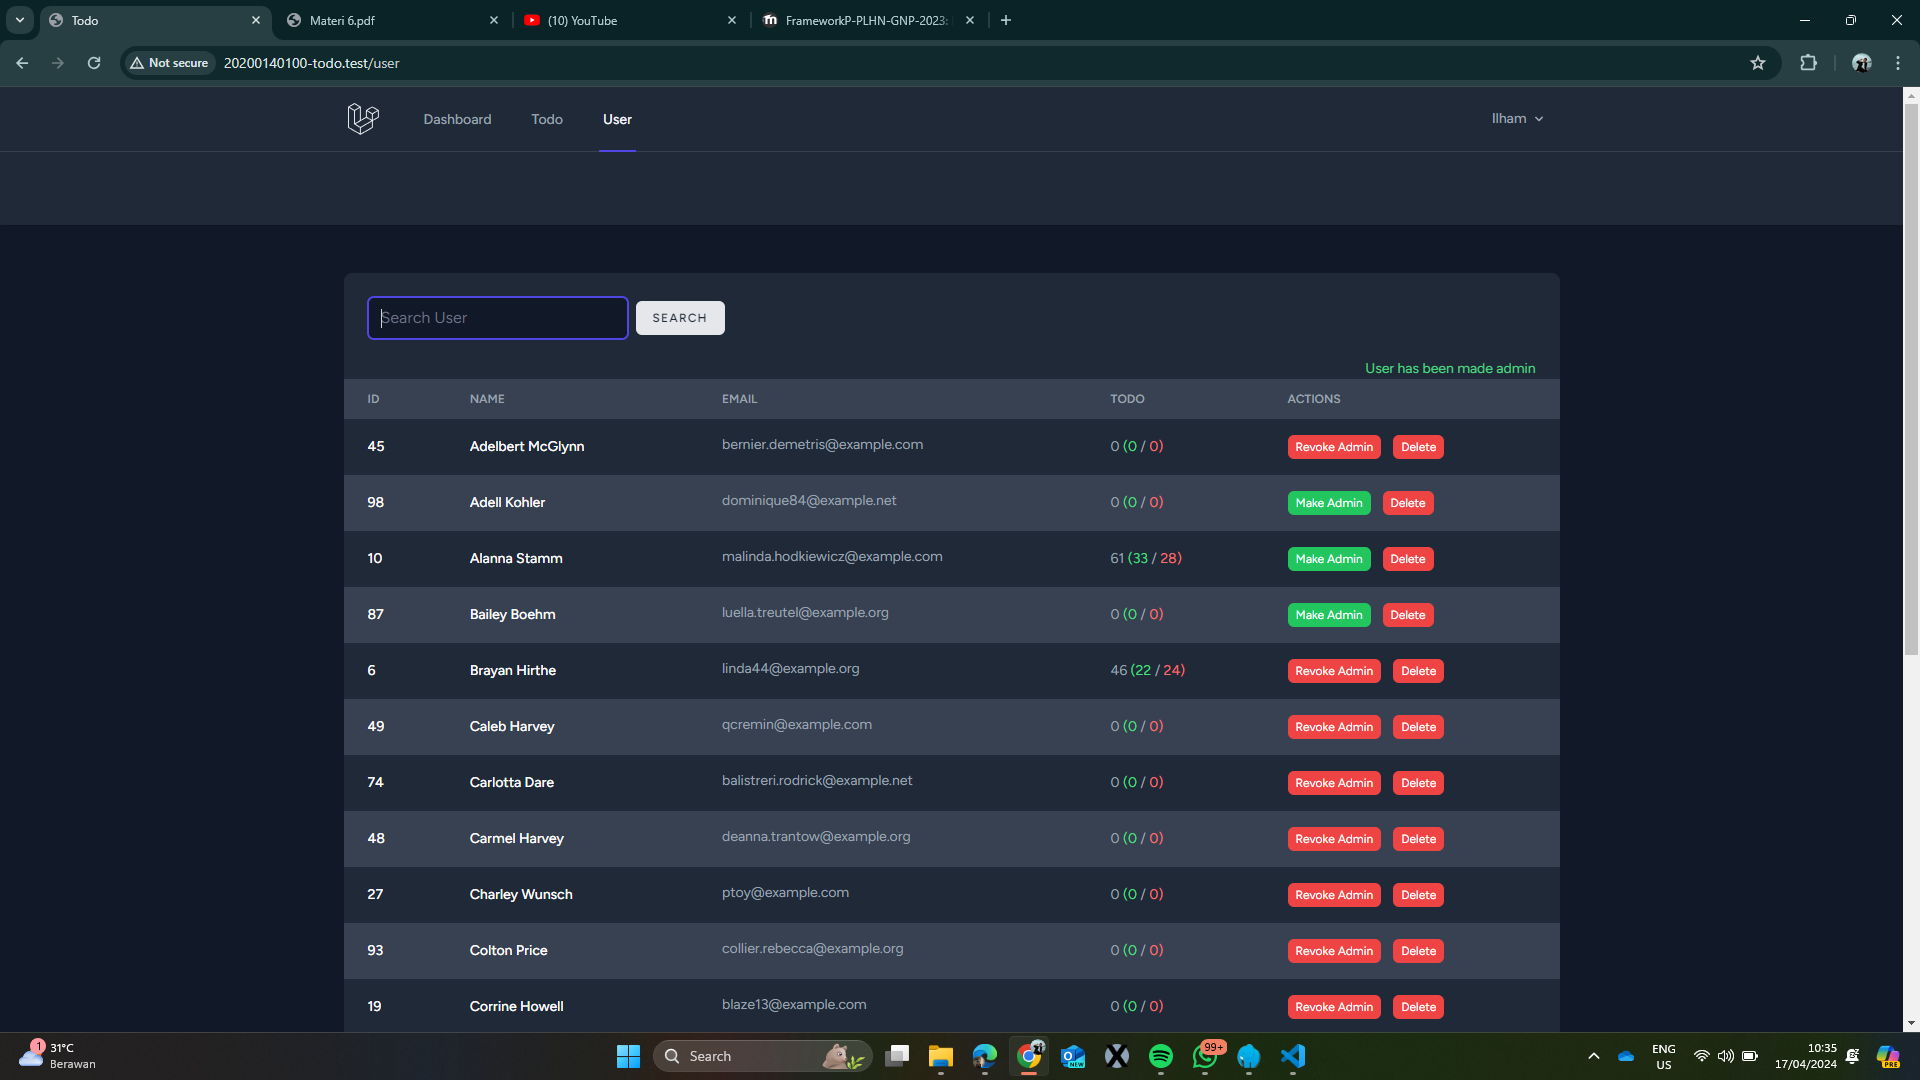 Todo
Materi 6.pdf
(10) YouTube
FrameworkP-PLHN-GNP-2023:
Not secure
20200140100-todo.test/user
Dashboard
Todo
User
Ilham
Search User
SEARCH
User has been made admin
ID NAME EMAIL TODO ACTIONS
45 Adelbert McGlynn bernier.demetris@example.com 0 (0 / 0) Revoke Admin Delete
98 Adell Kohler dominique84@example.net 0 (0 / 0) Make Admin Delete
10 Alanna Stamm malinda.hodkiewicz@example.com 61 (33 / 28) Make Admin Delete
87 Bailey Boehm luella.treutel@example.org 0 (0 / 0) Make Admin Delete
6 Brayan Hirthe linda44@example.org 46 (22 / 24) Revoke Admin Delete
49 Caleb Harvey qcremin@example.com 0 (0 / 0) Revoke Admin Delete
74 Carlotta Dare balistreri.rodrick@example.net 0 (0 / 0) Revoke Admin Delete
48 Carmel Harvey deanna.trantow@example.org 0 (0 / 0) Revoke Admin Delete
27 Charley Wunsch ptoy@example.com 0 (0 / 0) Revoke Admin Delete
93 Colton Price collier.rebecca@example.org 0 (0 / 0) Revoke Admin Delete
19 Corrine Howell blaze13@example.com 0 (0 / 0) Revoke Admin Delete
1
31°C
Berawan
Search
NEW
99+
ENG
US
10:35
17/04/2024
PRE